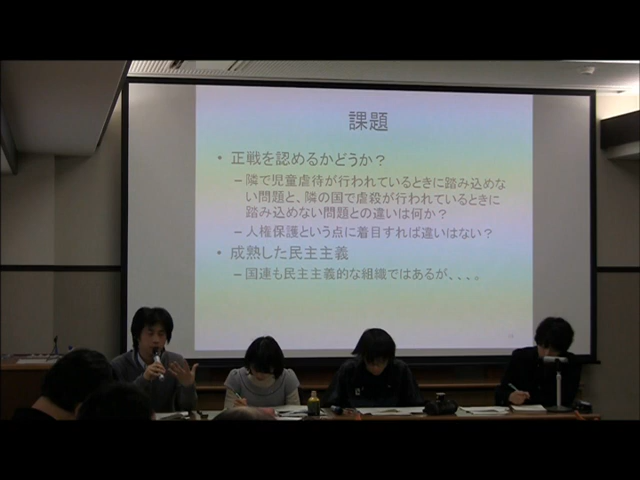 課題
• 正戦を認めるかどうか？
– 隣で児童虐待が行われているときに踏み込めな
い問題と、隣の国で虐殺が行われているときに
踏み込めない問題との違いは何か？
– 人権保護という点に着目すれば違いはない？
• 成熟した民主主義
– 国連も民主主義的な組織ではあるが、、、。